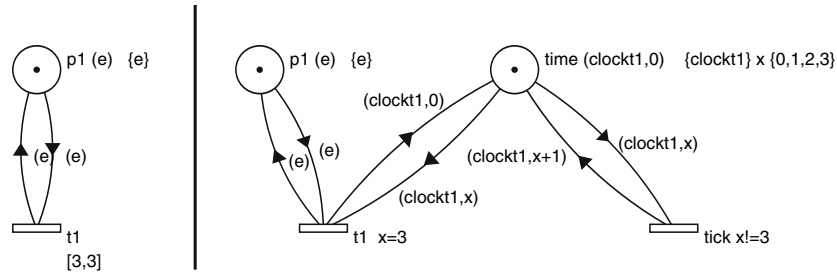 p1 (e) {e}
(e) (e)
t1
[3,3]
p1 (e) {e}
time (clockt1,0) {clockt1} x {0,1,2,3}
(clockt1,0)
(e) (e)
(clockt1,x+1)
(clockt1,x)
(clockt1,x)
t1 x=3
tick x!=3